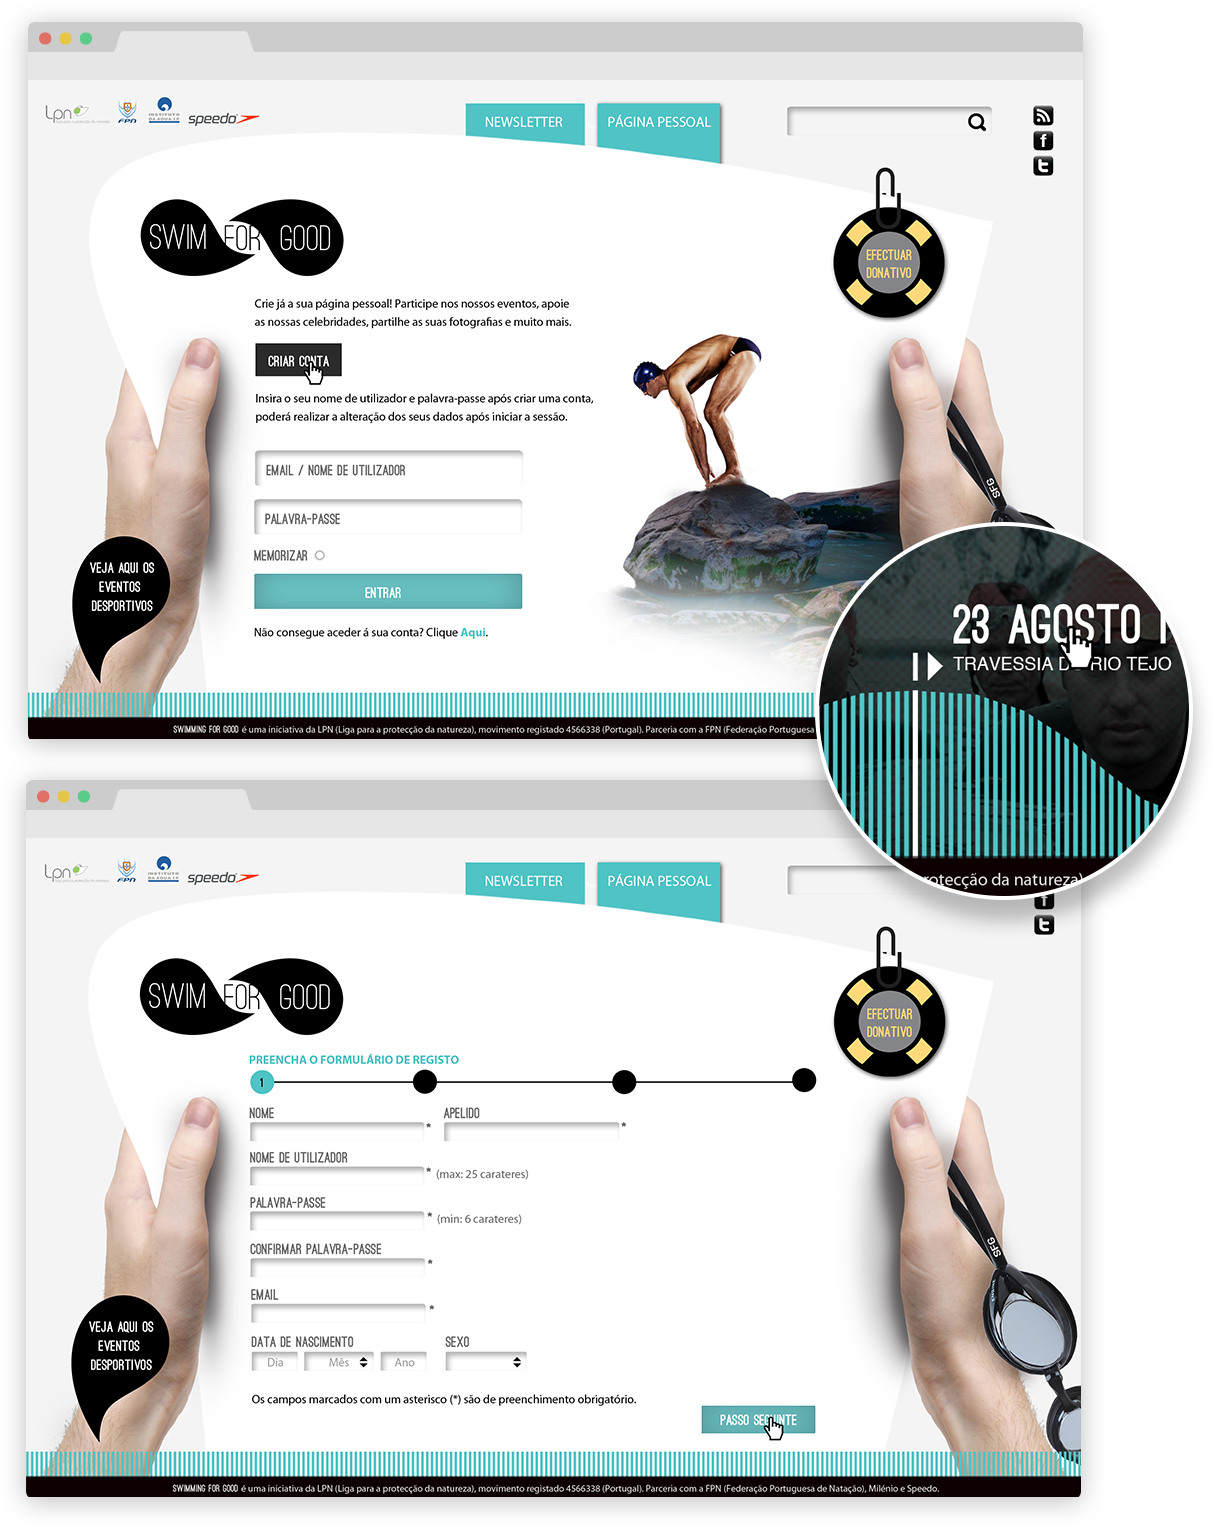 lpn
FPN
INSTITUTO
DA ÁGUA I.P.
speedo
NEWSLETTER
PÁGINA PESSOAL
SWIM FOR GOOD
EFECTUAR
DONATIVO
Crie já a sua página pessoal! Participe nos nossos eventos, apoie
as nossas celebridades, partilhe as suas fotografias e muito mais.
CRIAR CONTA
Insira o seu nome de utilizador e palavra-passe após criar uma conta,
poderá realizar a alteração dos seus dados após iniciar a sessão.
EMAIL / NOME DE UTILIZADOR
PALAVRA-PASSE
MEMORIZAR
ENTRAR
Não consegue aceder á sua conta? Clique Aqui.
VEJA AQUI OS
EVENTOS
DESPORTIVOS
SFG
SWIMMING FOR GOOD é uma iniciativa da LPN (Liga para a protecção da natureza), movimento registado 4566338 (Portugal). Parceria com a FPN (Federação Portuguesa
23 AGOSTO
TRAVESSIA DO RIO TEJO
rotecção da natureza)
lpn
FPN
INSTITUTO
DA ÁGUA I.P.
speedo
NEWSLETTER
PÁGINA PESSOAL
SWIM FOR GOOD
EFECTUAR
DONATIVO
PREENCHA O FORMULÁRIO DE REGISTO
1
NOME * APELIDO *
NOME DE UTILIZADOR
* (max: 25 carateres)
PALAVRA-PASSE
* (min: 6 carateres)
CONFIRMAR PALAVRA-PASSE
*
EMAIL
*
DATA DE NASCIMENTO SEXO
Dia Mês Ano
Os campos marcados com um asterisco (*) são de preenchimento obrigatório.
PASSO SEGUINTE
VEJA AQUI OS
EVENTOS
DESPORTIVOS
SFG
SWIMMING FOR GOOD é uma iniciativa da LPN (Liga para a protecção da natureza), movimento registado 4566338 (Portugal). Parceria com a FPN (Federação Portuguesa de Natação), Milénio e Speedo.